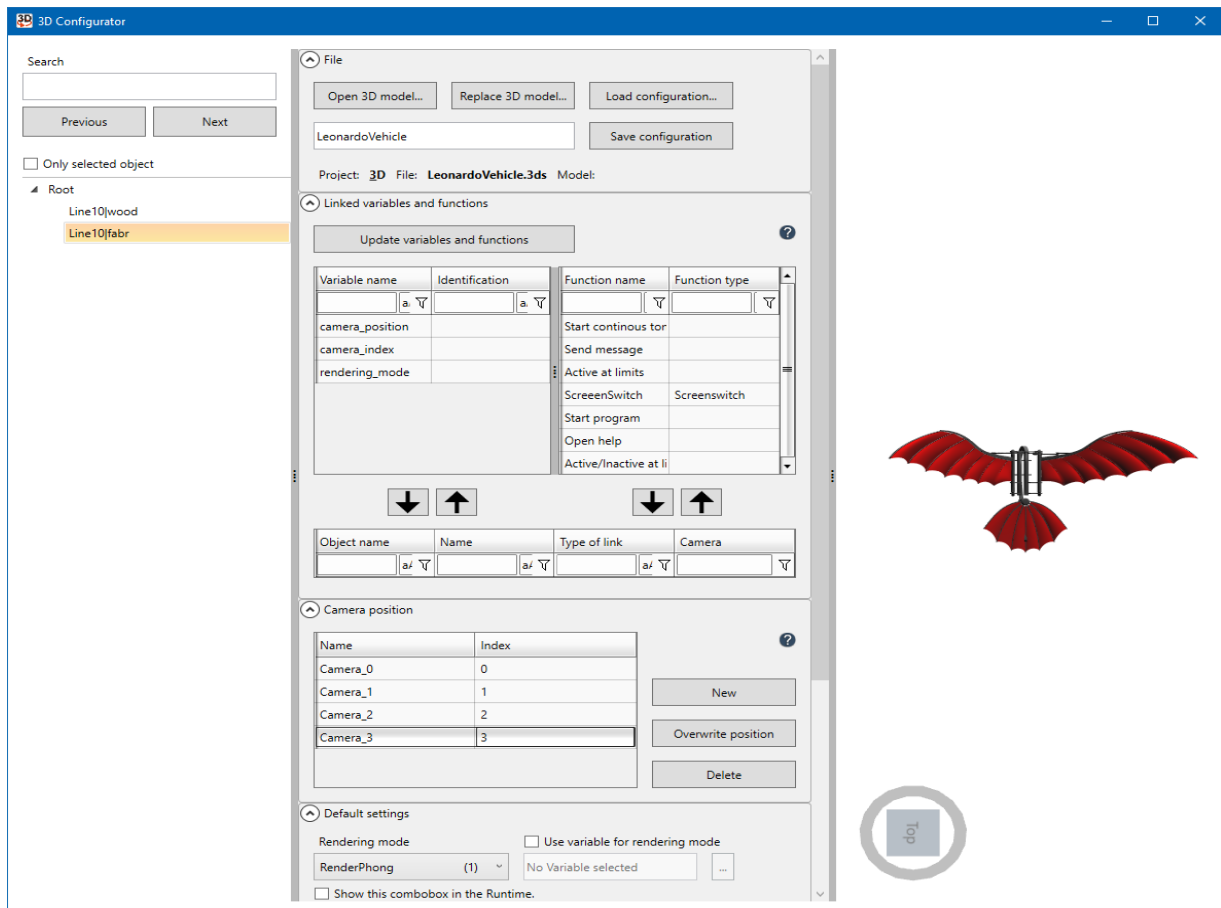 3D Configurator
Search
Previous
Next
Only selected object
Root
Line10|wood
Line10|fabr
File
Open 3D model...
Replace 3D model...
Load configuration...
LeonardoVehicle
Save configuration
Project: 3D File: LeonardoVehicle.3ds Model:
Linked variables and functions
Update variables and functions
Variable name Identification
camera_position
camera_index
rendering_mode
Function name Function type
Start continous tor
Send message
Active at limits
ScreeenSwitch Screenswitch
Start program
Open help
Active/Inactive at li
Object name Name Type of link Camera
Camera position
Name Index
Camera_0 0
Camera_1 1
Camera_2 2
Camera_3 3
New
Overwrite position
Delete
Default settings
Rendering mode
Use variable for rendering mode
RenderPhong (1)
No Variable selected
...
Show this combobox in the Runtime.
Top